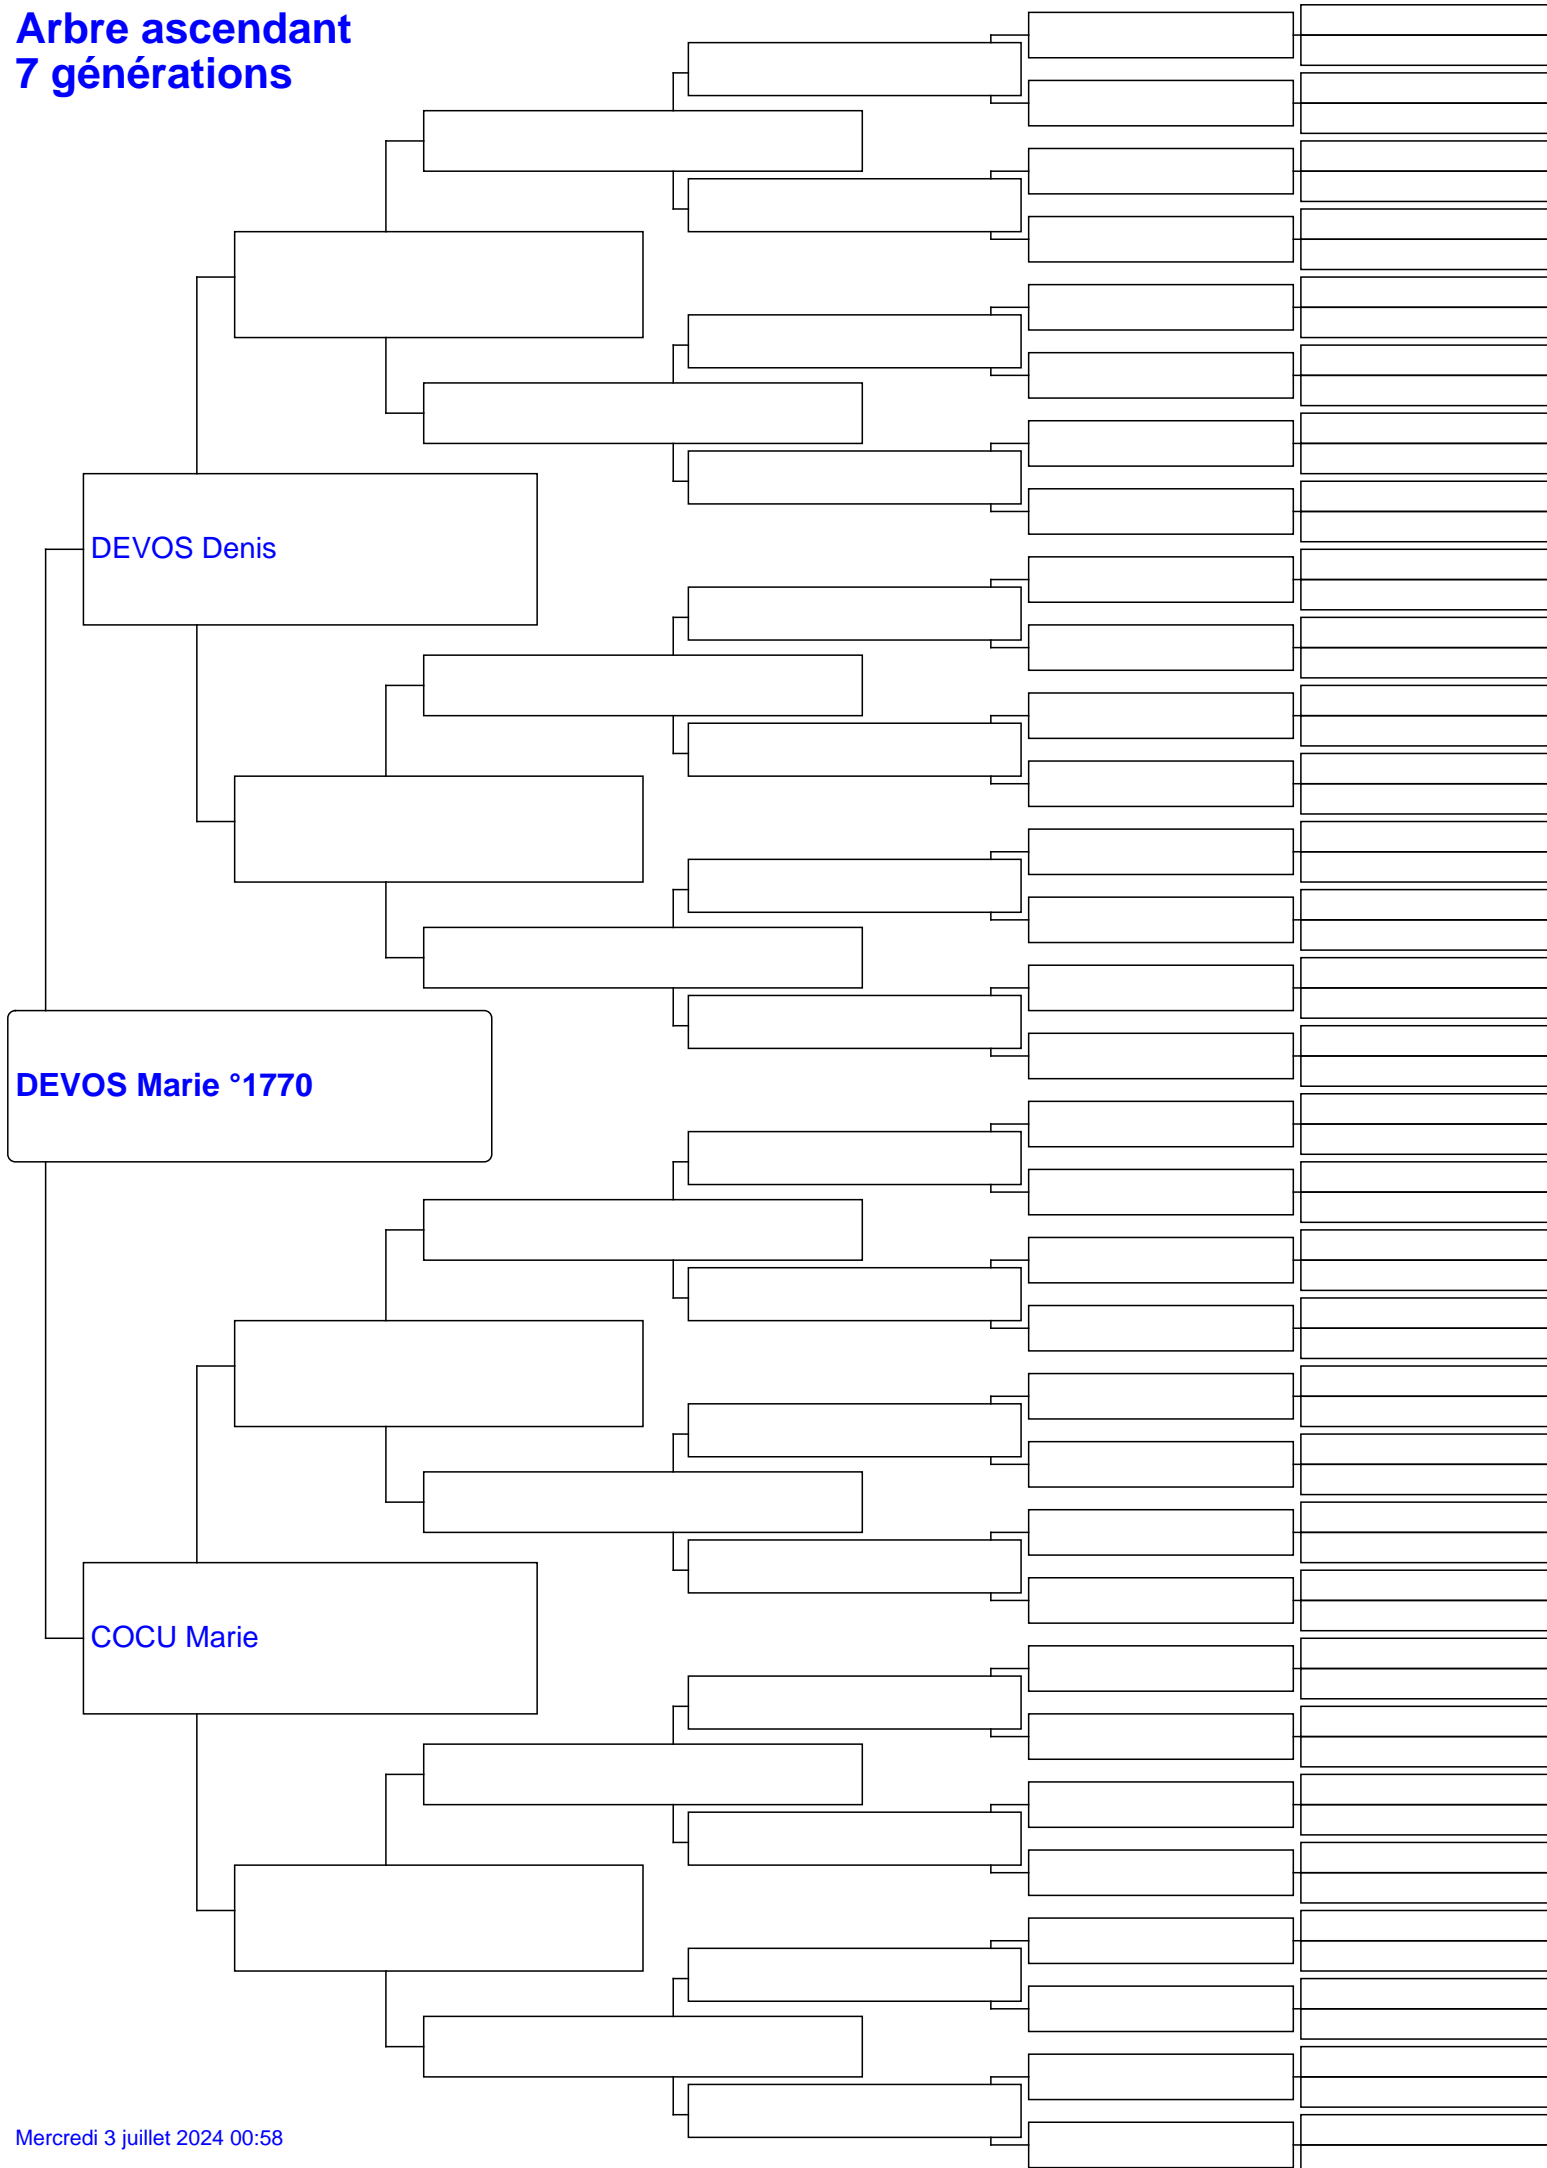 Arbre ascendant
7 générations
DEVOS Denis
DEVOS Marie °1770
COCU Marie
Mercredi 3 juillet 2024 00:58